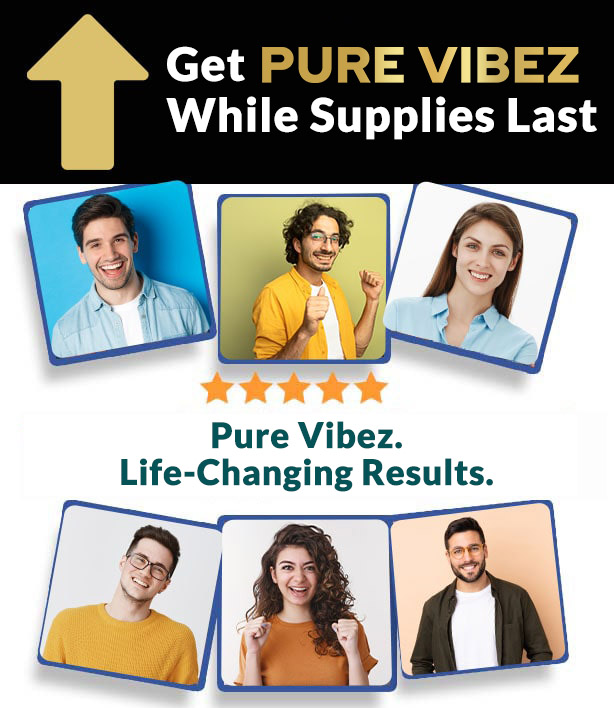 Get PURE VIBEZ
While Supplies Last
Pure Vibez.
Life-Changing Results.